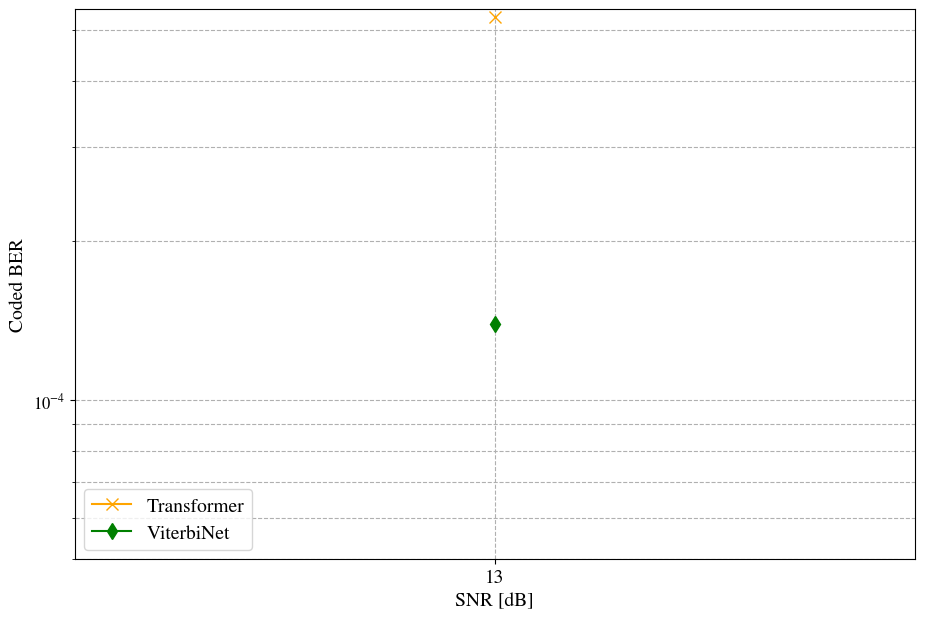 Coded BER
10⁻⁴
Transformer
ViterbiNet
13
SNR [dB]